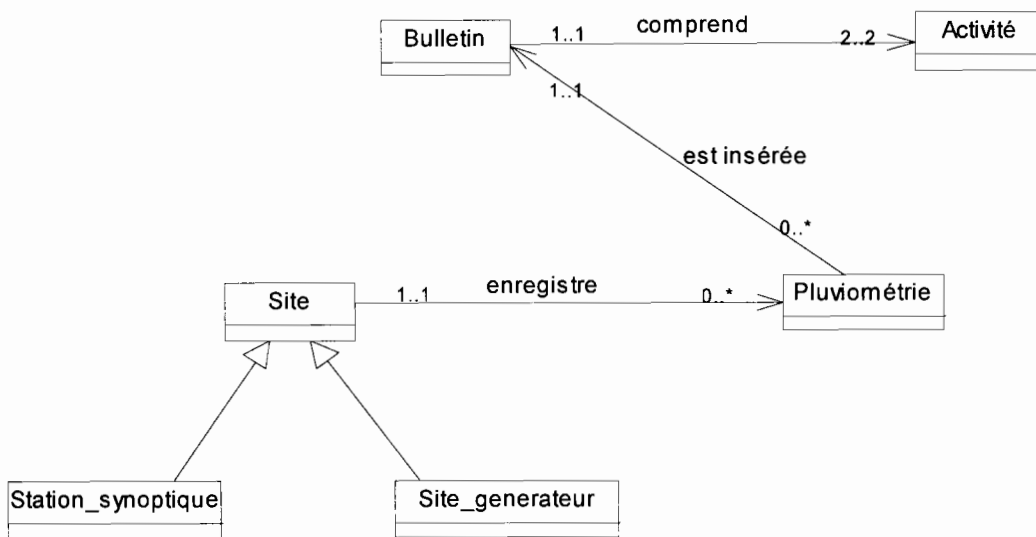 Bulletin
1..1
comprend
2..2
Activité
1..1
est insérée
0..*
Site
1..1
enregistre
0..*
Pluviométrie
Station_synoptique
Site_generateur